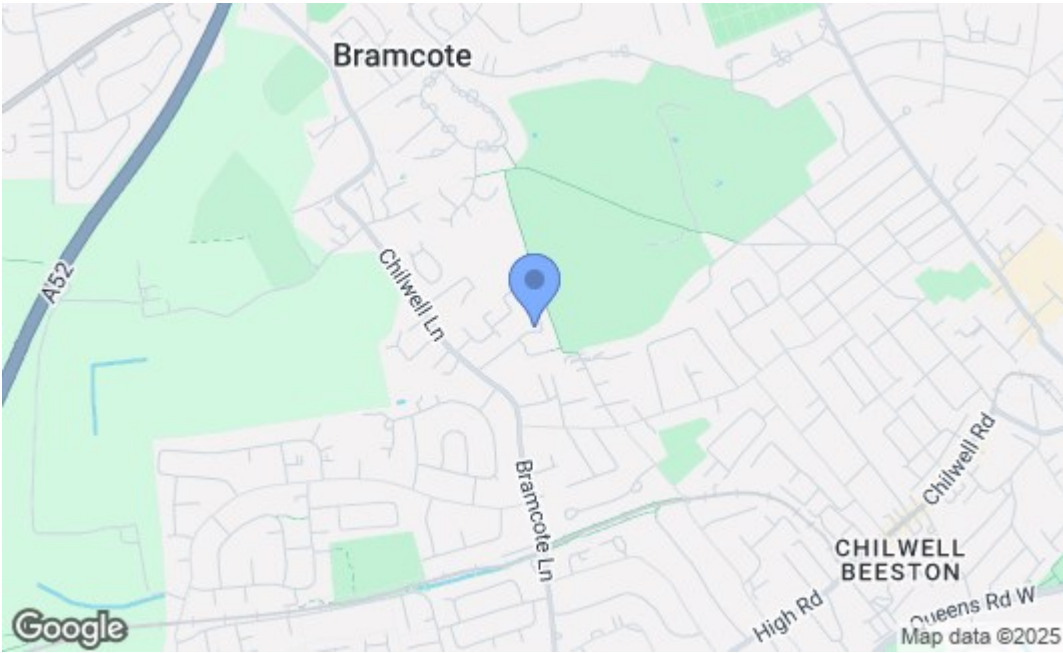 Bramcote
A52
Chilwell Ln
Bramcote Ln
Chilwell Rd
CHILWELL
BEESTON
High Rd
Queens Rd W
Google
Map data ©2025